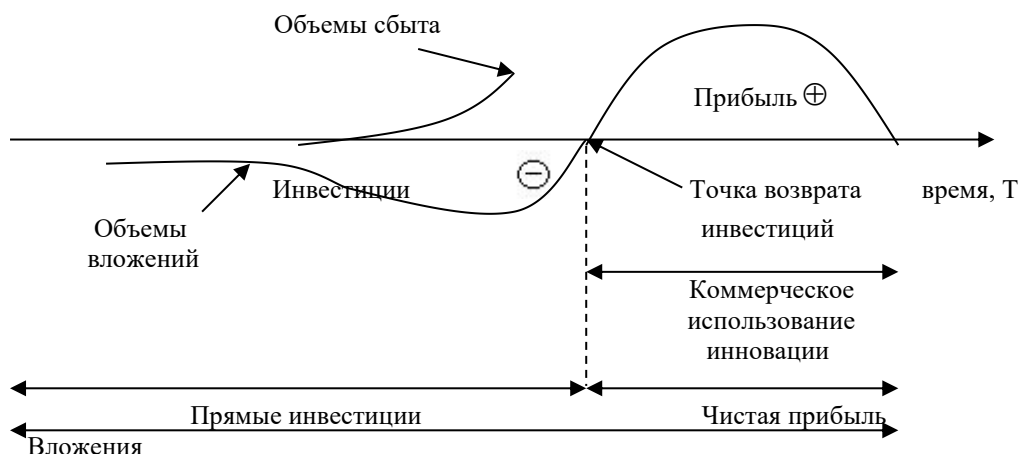 Объемы сбыта
Прибыль ⊕
⊖
Инвестиции
Точка возврата
инвестиций
время, Т
Объемы
вложений
Коммерческое
использование
инновации
Прямые инвестиции
Чистая прибыль
Вложения